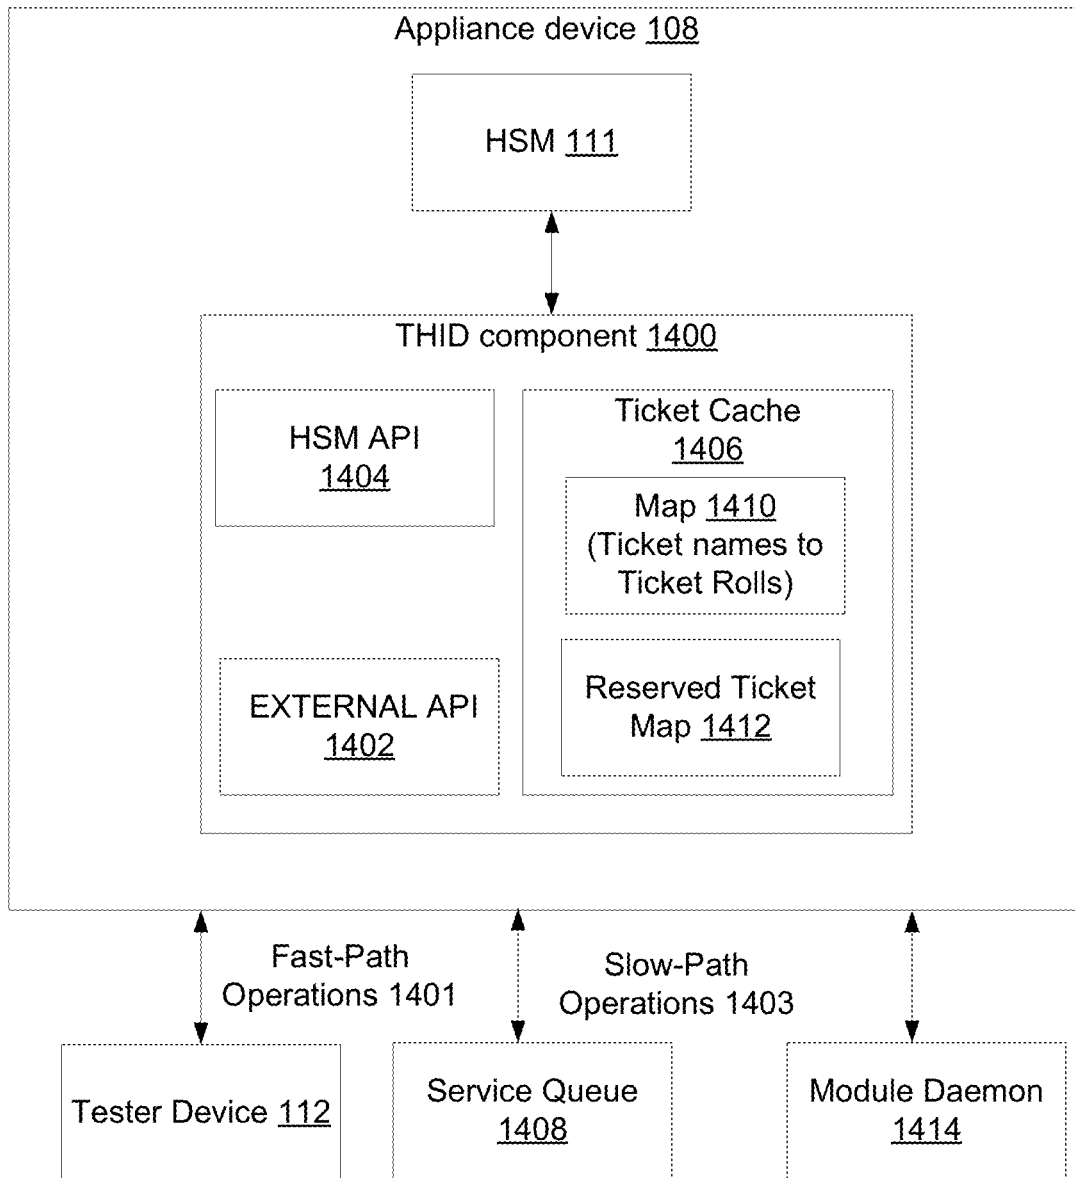 Appliance device 108
HSM 111
THID component 1400
HSM API
1404
Ticket Cache
1406
Map 1410
(Ticket names to
Ticket Rolls)
EXTERNAL API
1402
Reserved Ticket
Map 1412
Fast-Path
Operations 1401
Slow-Path
Operations 1403
Tester Device 112
Service Queue
1408
Module Daemon
1414